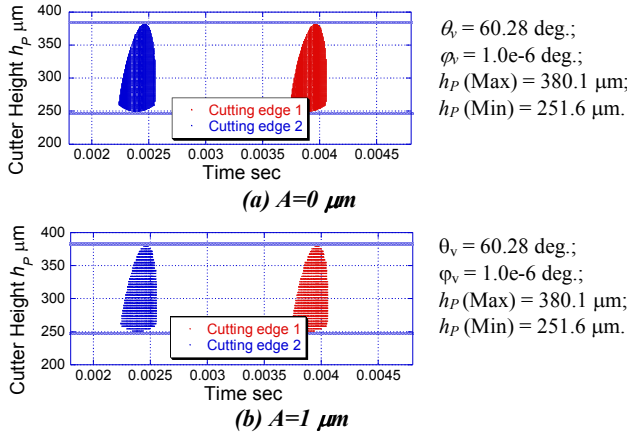 400
350
300
250
200
Cutter Height hP μm
Cutting edge 1
Cutting edge 2
0.002 0.0025 0.003 0.0035 0.004 0.0045
Time sec
(a) A=0 μm
θv = 60.28 deg.;
φv = 1.0e-6 deg.;
hP (Max) = 380.1 μm;
hP (Min) = 251.6 μm.
400
350
300
250
200
Cutter Height hP μm
Cutting edge 1
Cutting edge 2
0.002 0.0025 0.003 0.0035 0.004 0.0045
Time sec
(b) A=1 μm
θv = 60.28 deg.;
φv = 1.0e-6 deg.;
hP (Max) = 380.1 μm;
hP (Min) = 251.6 μm.